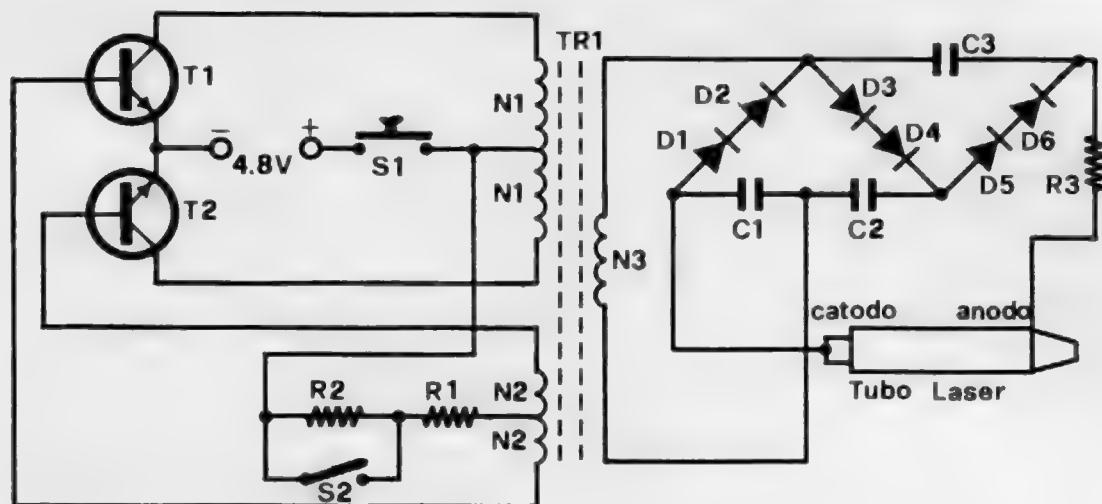 TR1
C3
T1
N1
D2
D3
− + 4.8V
S1
D1
D4
D6
D5
R3
T2
N1
C1
C2
N3
catodo anodo
Tubo Laser
R2
R1
N2
N2
S2